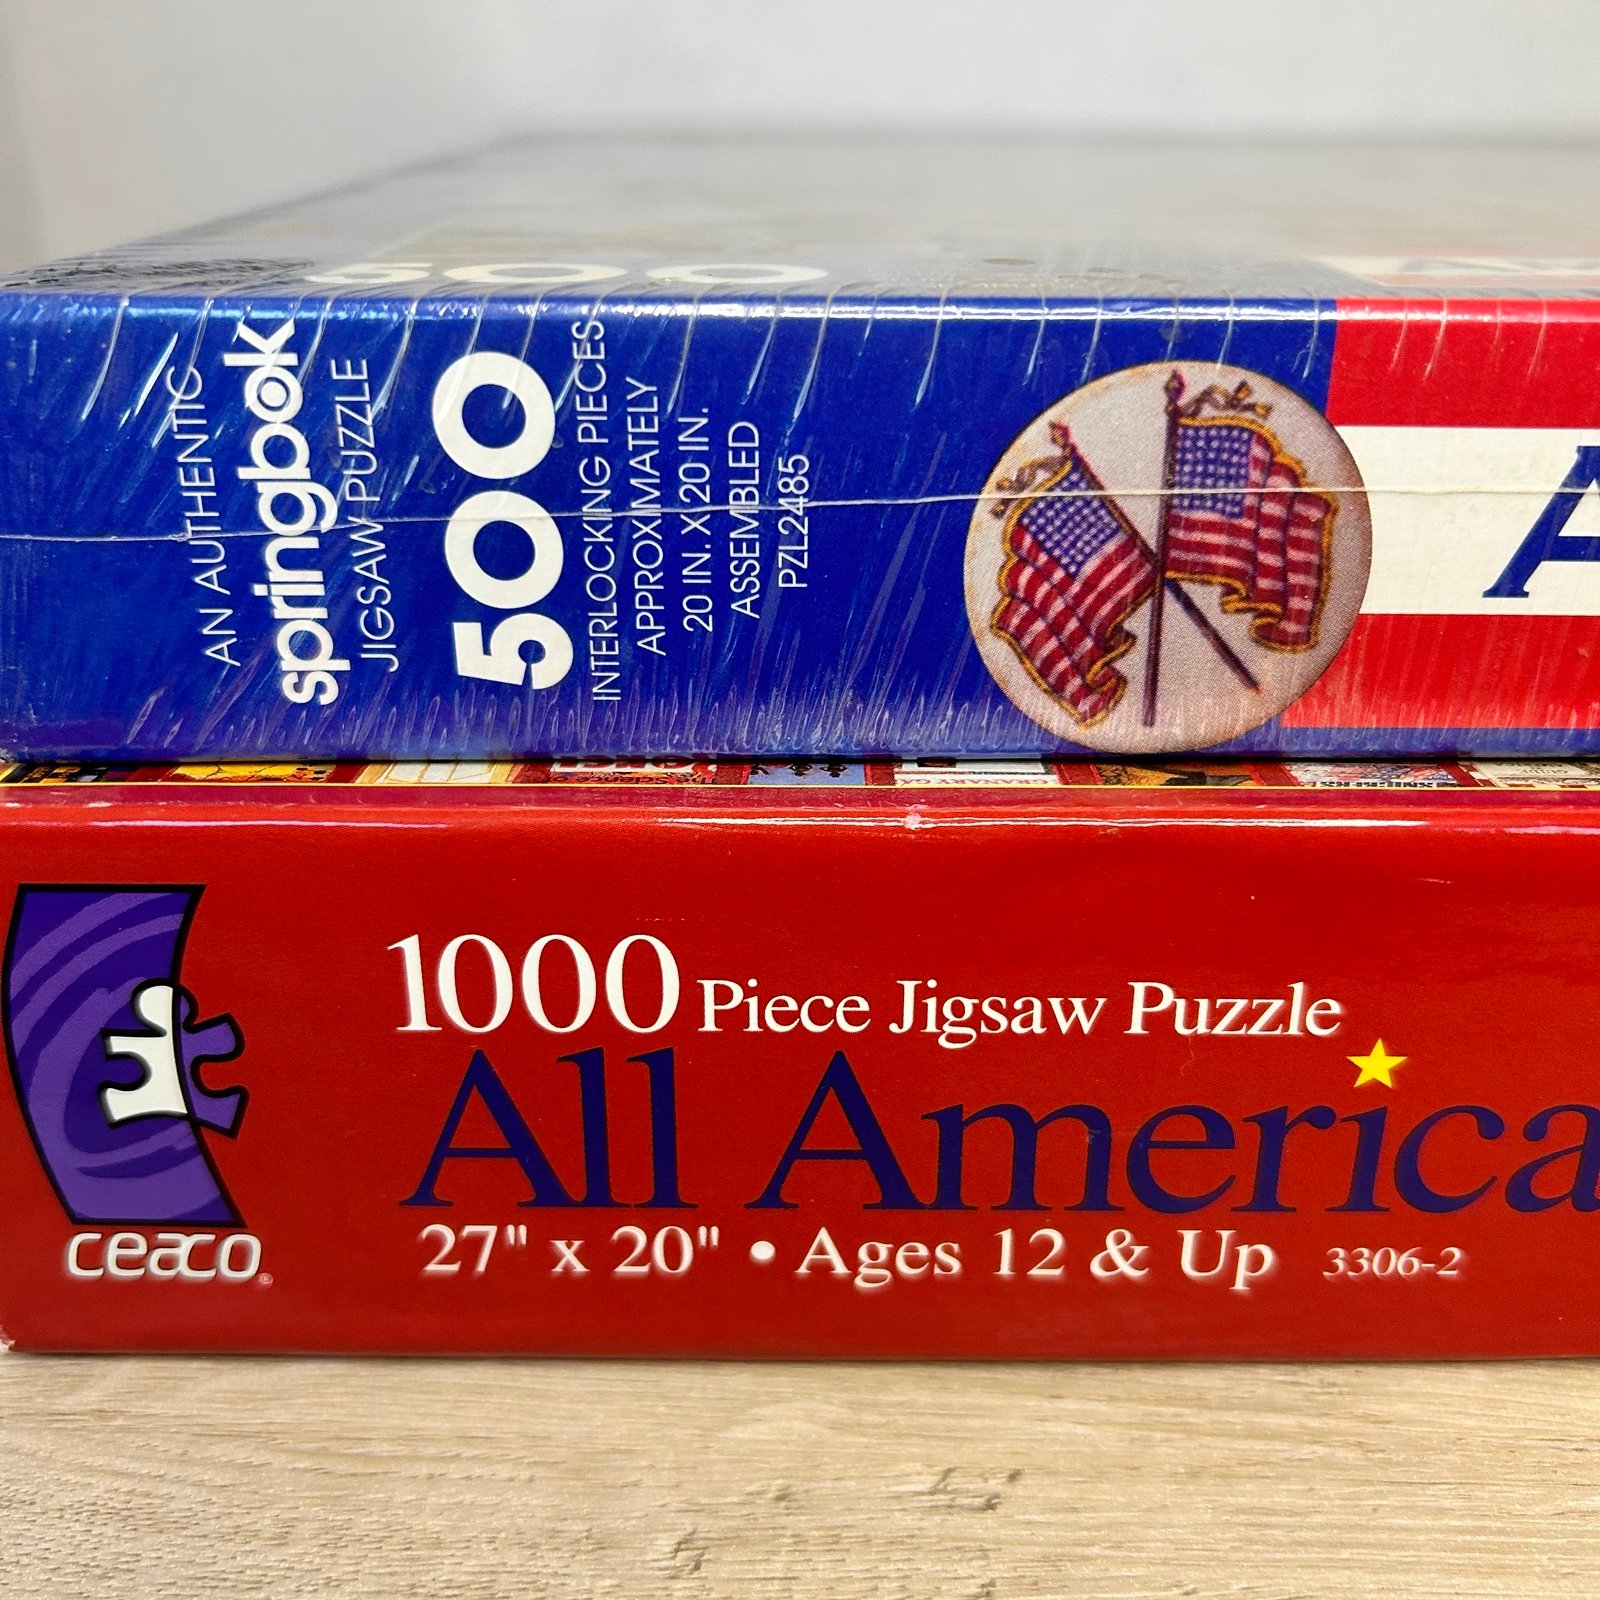 500
AN AUTHENTIC
springbok
JIGSAW PUZZLE
500
INTERLOCKING PIECES
APPROXIMATELY
20 IN. X 20 IN.
ASSEMBLED
PZL2485
A
1000 Piece Jigsaw Puzzle
All America
27" x 20" • Ages 12 & Up 3306-2
ceaco®